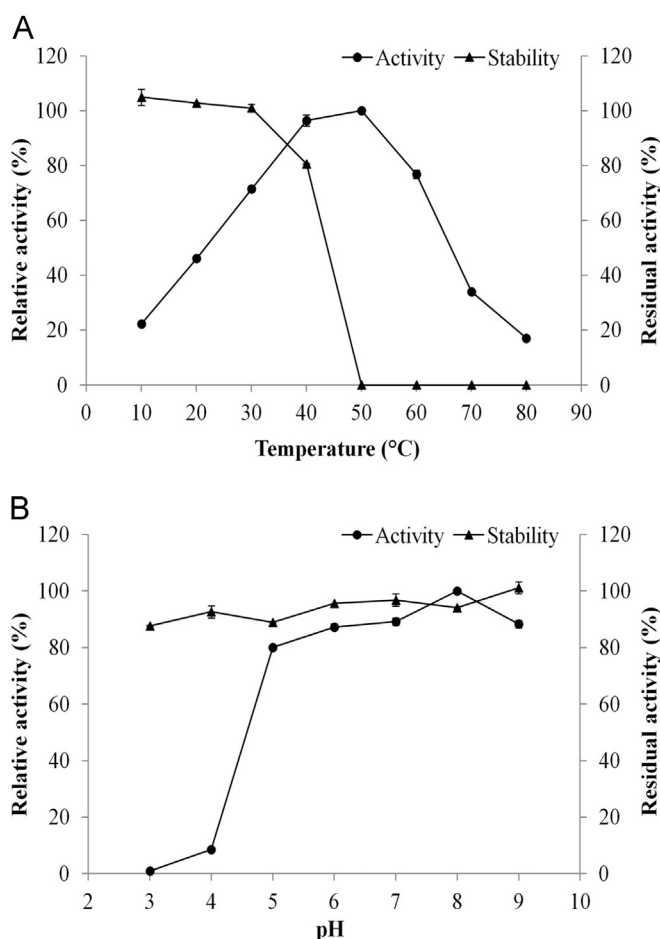 A
Activity Stability
120 120
100 100
80 80
60 60
40 40
20 20
0 0
Relative activity (%)
Residual activity (%)
0 10 20 30 40 50 60 70 80 90
Temperature (°C)
B
Activity Stability
120 120
100 100
80 80
60 60
40 40
20 20
0 0
Relative activity (%)
Residual activity (%)
2 3 4 5 6 7 8 9 10
pH